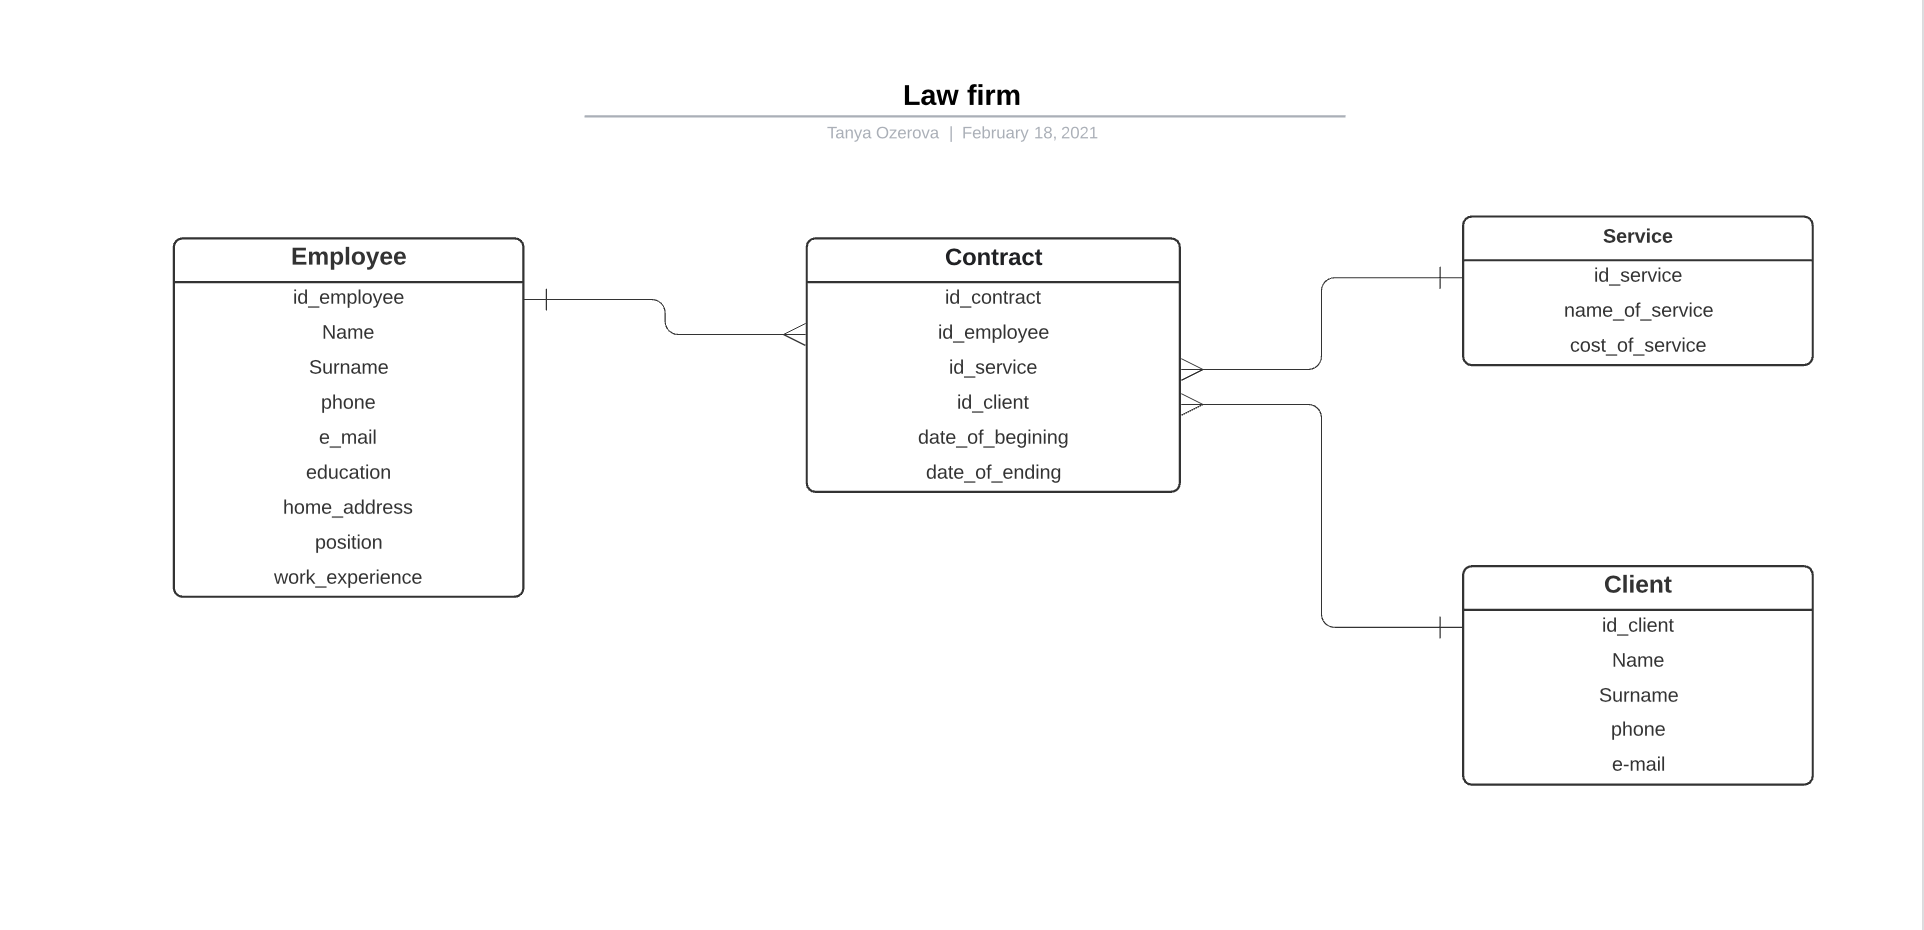 Law firm
Tanya Ozerova | February 18, 2021
Employee
id_employee
Name
Surname
phone
e_mail
education
home_address
position
work_experience
Contract
id_contract
id_employee
id_service
id_client
date_of_begining
date_of_ending
Service
id_service
name_of_service
cost_of_service
Client
id_client
Name
Surname
phone
e-mail